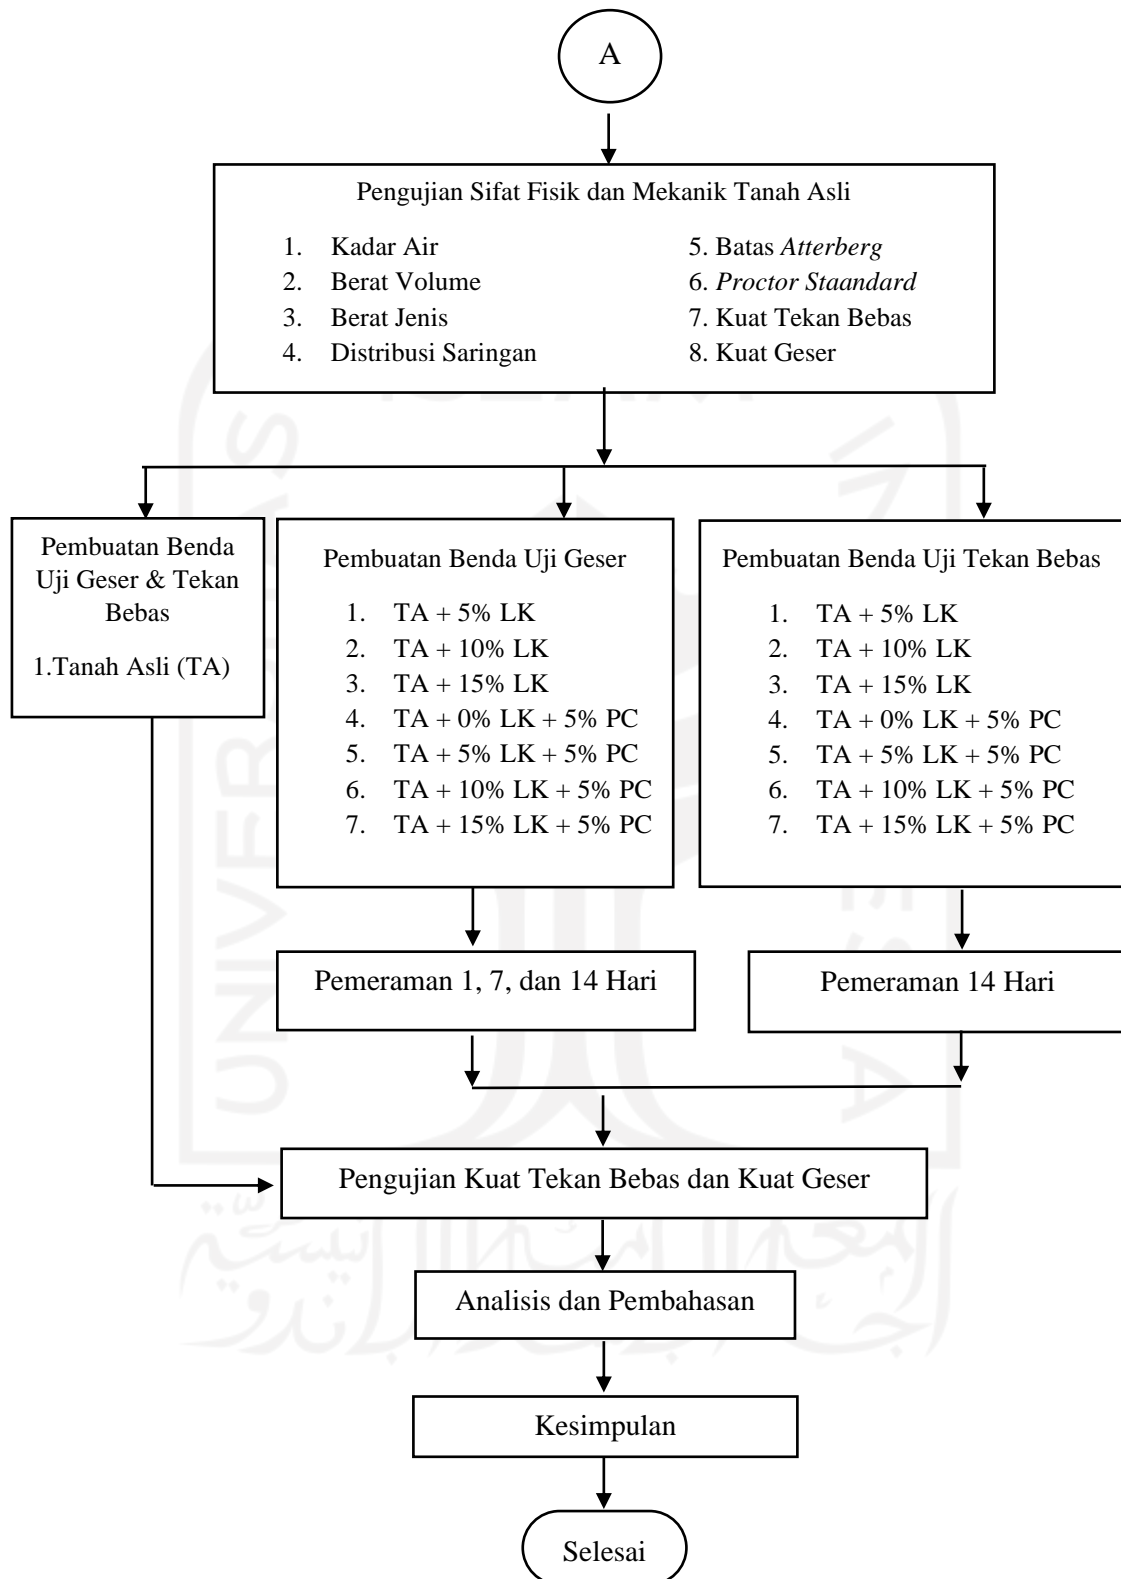 A
Pengujian Sifat Fisik dan Mekanik Tanah Asli
1. Kadar Air
2. Berat Volume
3. Berat Jenis
4. Distribusi Saringan
5. Batas Atterberg
6. Proctor Staandard
7. Kuat Tekan Bebas
8. Kuat Geser
Pembuatan Benda
Uji Geser & Tekan
Bebas
1.Tanah Asli (TA)
Pembuatan Benda Uji Geser
1. TA + 5% LK
2. TA + 10% LK
3. TA + 15% LK
4. TA + 0% LK + 5% PC
5. TA + 5% LK + 5% PC
6. TA + 10% LK + 5% PC
7. TA + 15% LK + 5% PC
Pembuatan Benda Uji Tekan Bebas
1. TA + 5% LK
2. TA + 10% LK
3. TA + 15% LK
4. TA + 0% LK + 5% PC
5. TA + 5% LK + 5% PC
6. TA + 10% LK + 5% PC
7. TA + 15% LK + 5% PC
Pemeraman 1, 7, dan 14 Hari
Pemeraman 14 Hari
Pengujian Kuat Tekan Bebas dan Kuat Geser
Analisis dan Pembahasan
Kesimpulan
Selesai